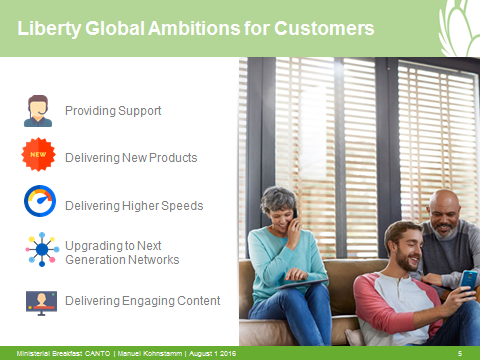 Liberty Global Ambitions for Customers
Providing Support
NEW
Delivering New Products
Delivering Higher Speeds
Upgrading to Next
Generation Networks
Delivering Engaging Content
Ministerial Breakfast CANTO | Manuel Kohnstamm | August 1 2016
5